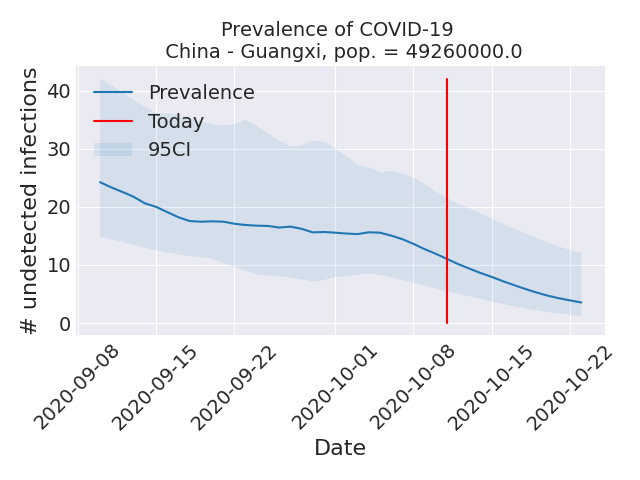 Prevalence of COVID-19
China - Guangxi, pop. = 49260000.0
# undetected infections
40
30
20
10
0
Prevalence
Today
95CI
2020-09-08
2020-09-15
2020-09-22
2020-10-01
2020-10-08
2020-10-15
2020-10-22
Date